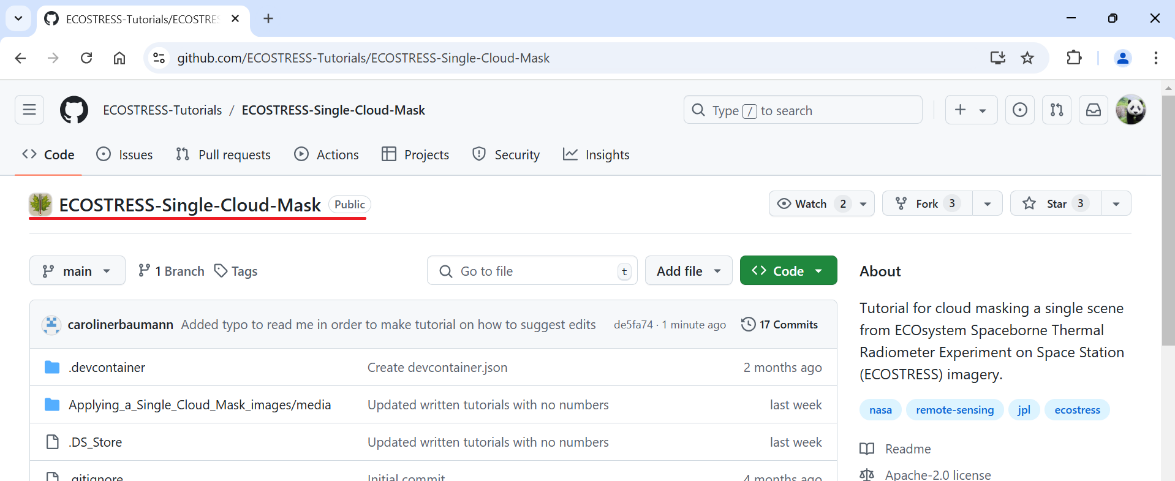 ECOSTRESS-Tutorials/ECOSTRES
github.com/ECOSTRESS-Tutorials/ECOSTRESS-Single-Cloud-Mask
ECOSTRESS-Tutorials / ECOSTRESS-Single-Cloud-Mask
Type / to search
Code Issues Pull requests Actions Projects Security Insights
ECOSTRESS-Single-Cloud-Mask Public
Watch 2 Fork 3 Star 3
main 1 Branch Tags Go to file t Add file Code
About
Tutorial for cloud masking a single scene
from ECOsystem Spaceborne Thermal
Radiometer Experiment on Space Station
(ECOSTRESS) imagery.
nasa remote-sensing jpl ecostress
Readme
Apache-2.0 license
carolinerbaumann Added typo to read me in order to make tutorial on how to suggest edits de5fa74 · 1 minute ago 17 Commits
.devcontainer Create devcontainer.json 2 months ago
Applying_a_Single_Cloud_Mask_images/media Updated written tutorials with no numbers last week
.DS_Store Updated written tutorials with no numbers last week
.gitignore Initial commit 4 months ago